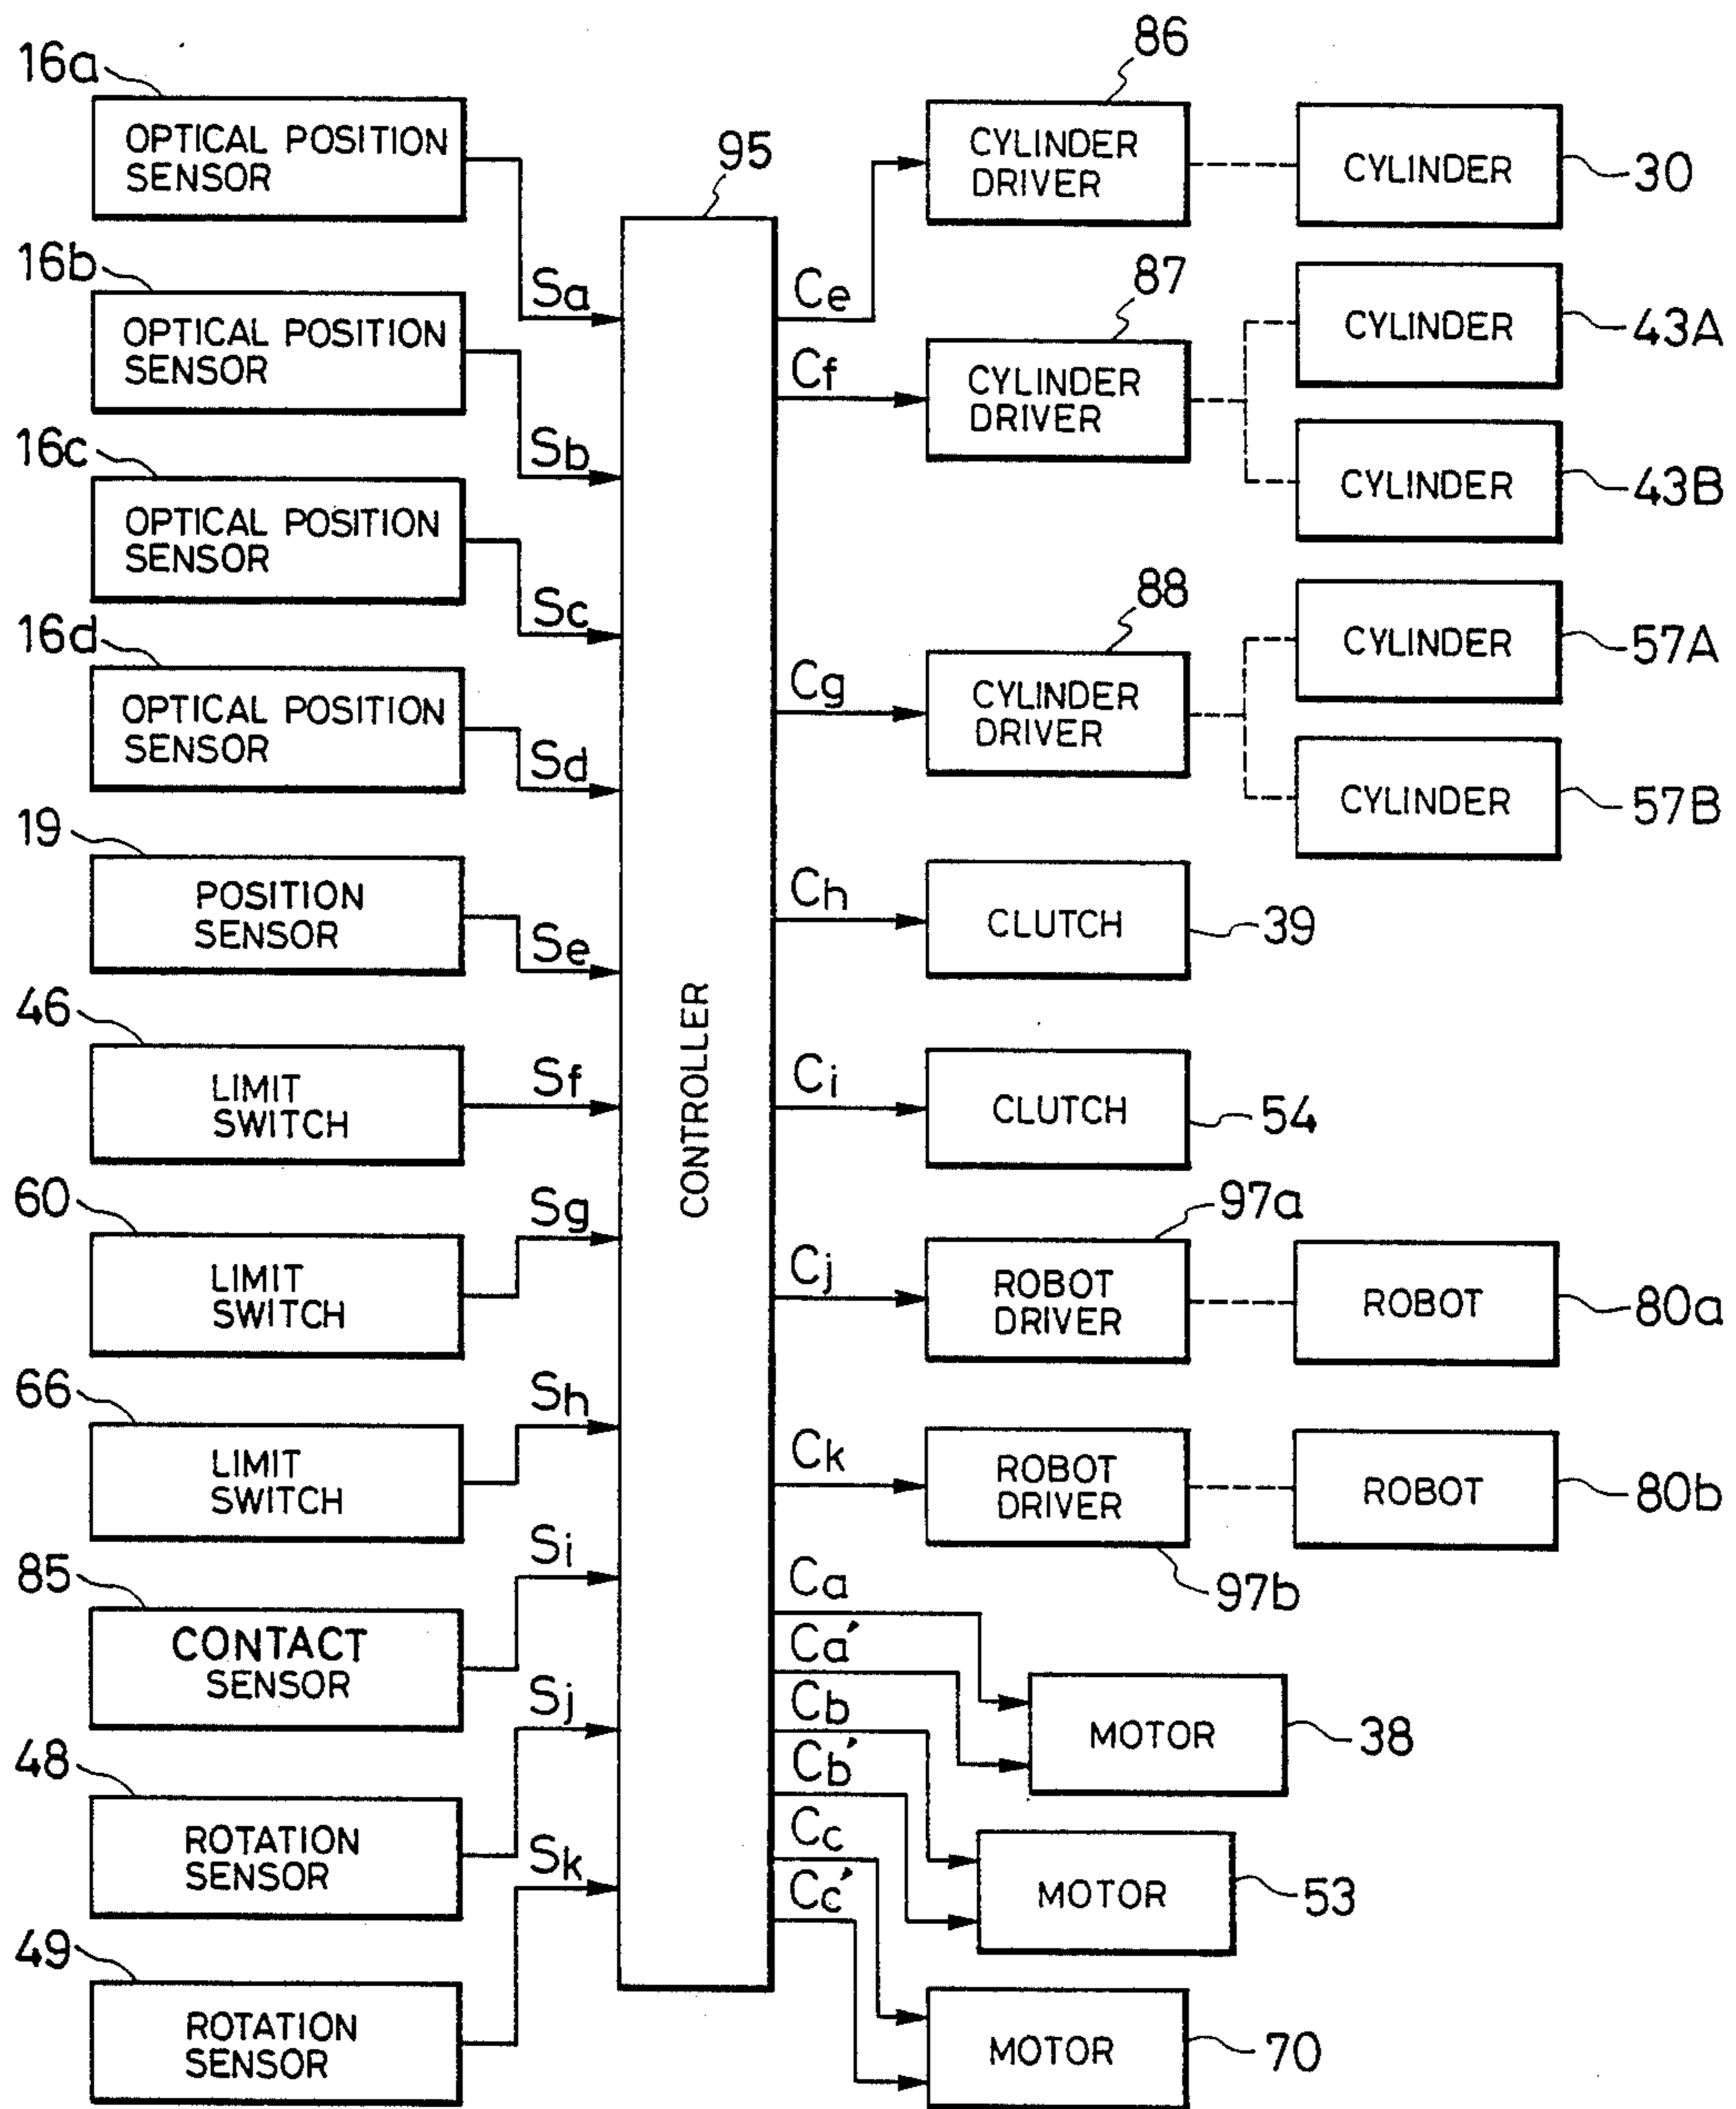 16a
OPTICAL POSITION
SENSOR
Sa
16b
OPTICAL POSITION
SENSOR
Sb
16c
OPTICAL POSITION
SENSOR
Sc
16d
OPTICAL POSITION
SENSOR
Sd
19
POSITION
SENSOR
Se
46
LIMIT
SWITCH
Sf
60
LIMIT
SWITCH
Sg
66
LIMIT
SWITCH
Sh
85
CONTACT
SENSOR
Si
48
ROTATION
SENSOR
Sj
49
ROTATION
SENSOR
Sk
95
CONTROLLER
Ce
86
CYLINDER
DRIVER
CYLINDER
30
Cf
87
CYLINDER
DRIVER
CYLINDER
43A
CYLINDER
43B
Cg
88
CYLINDER
DRIVER
CYLINDER
57A
CYLINDER
57B
Ch
CLUTCH
39
Ci
CLUTCH
54
Cj
97a
ROBOT
DRIVER
ROBOT
80a
Ck
ROBOT
DRIVER
97b
ROBOT
80b
Ca
Ca'
MOTOR
38
Cb
Cb'
MOTOR
53
Cc
Cc'
MOTOR
70